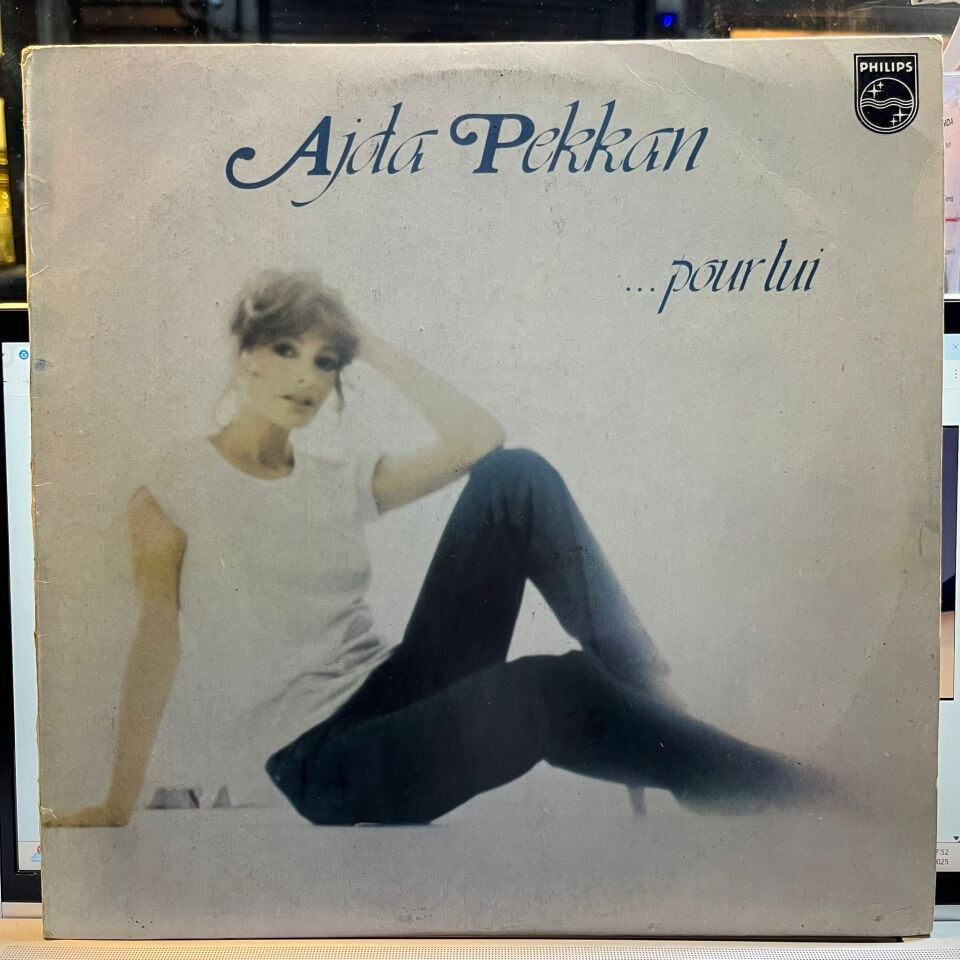 PHILIPS
Ajda Pekkan
...pour lui